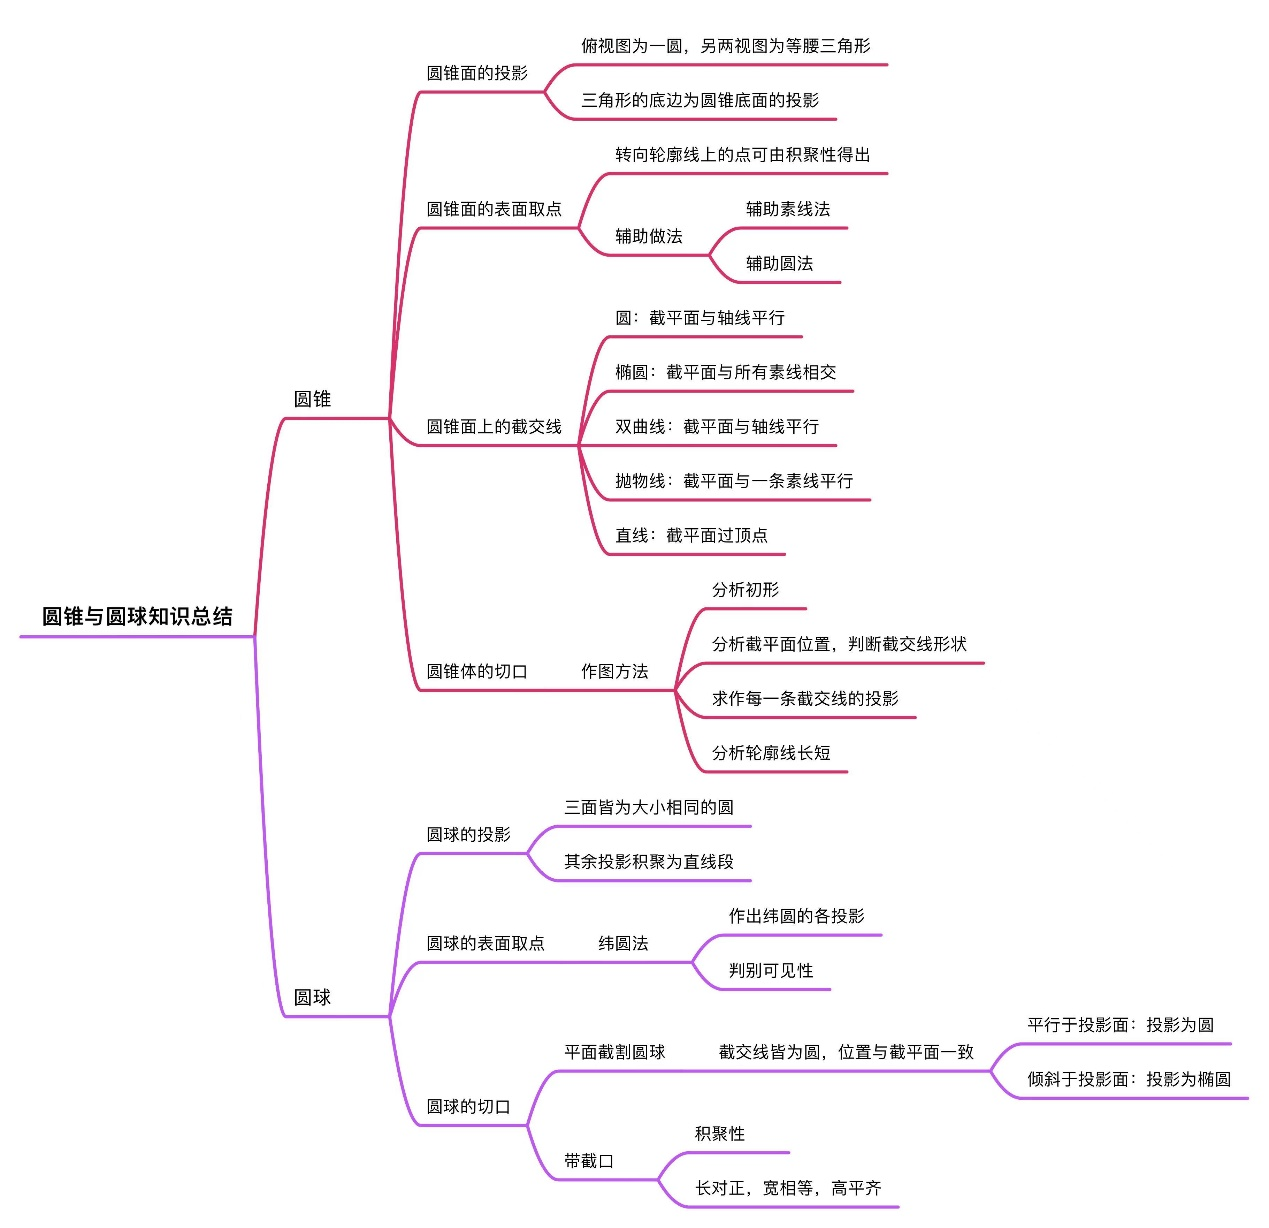 圆锥与圆球知识总结
圆锥
圆锥面的投影
俯视图为一圆，另两视图为等腰三角形
三角形的底边为圆锥底面的投影
圆锥面的表面取点
转向轮廓线上的点可由积聚性得出
辅助做法
辅助素线法
辅助圆法
圆锥面上的截交线
圆：截平面与轴线平行
椭圆：截平面与所有素线相交
双曲线：截平面与轴线平行
抛物线：截平面与一条素线平行
直线：截平面过顶点
圆锥体的切口
作图方法
分析初形
分析截平面位置，判断截交线形状
求作每一条截交线的投影
分析轮廓线长短
圆球
圆球的投影
三面皆为大小相同的圆
其余投影积聚为直线段
圆球的表面取点
纬圆法
作出纬圆的各投影
判别可见性
圆球的切口
平面截割圆球
截交线皆为圆，位置与截平面一致
平行于投影面：投影为圆
倾斜于投影面：投影为椭圆
带截口
积聚性
长对正，宽相等，高平齐